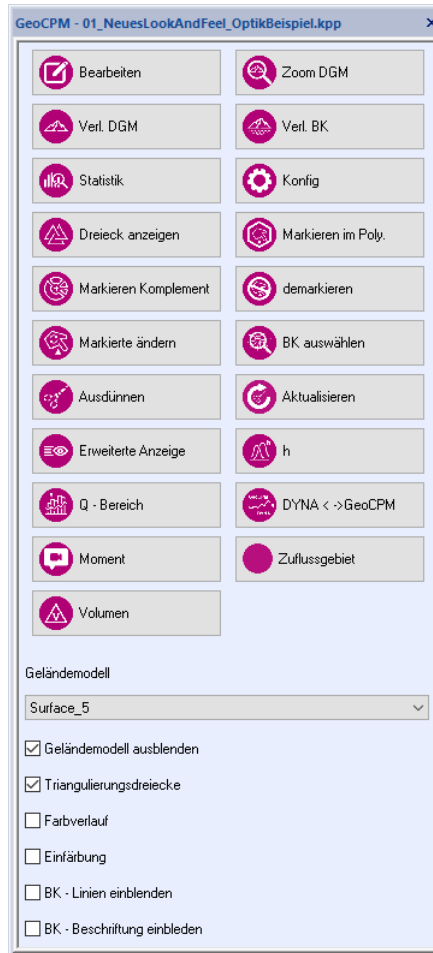 GeoCPM - 01_NeuesLookAndFeel_OptikBeispiel.kpp
Bearbeiten
Zoom DGM
Verl. DGM
Verl. BK
Statistik
Konfig
Dreieck anzeigen
Markieren im Poly.
Markieren Komplement
demarkieren
Markierte ändern
BK auswählen
Ausdünnen
Aktualisieren
Erweiterte Anzeige
h
Q - Bereich
DYNA < ->GeoCPM
Moment
Zuflussgebiet
Volumen
Geländemodell
Surface_5
Geländemodell ausblenden
Triangulierungsdreiecke
Farbverlauf
Einfärbung
BK - Linien einblenden
BK - Beschriftung einbleden